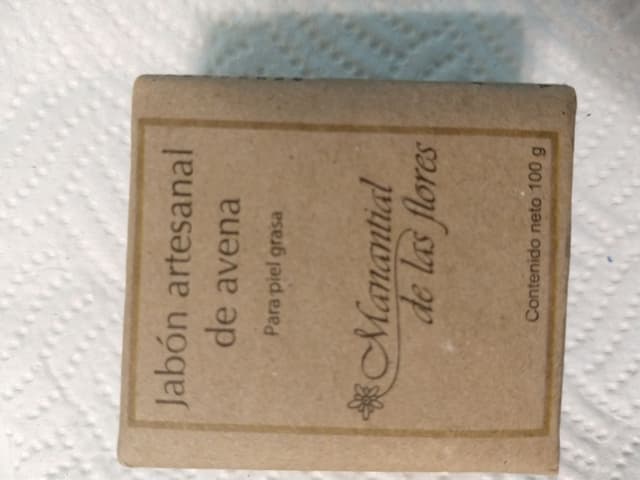 Jabón artesanal
de avena
Para piel grasa
Manantial
de las flores
Contenido neto 100 g